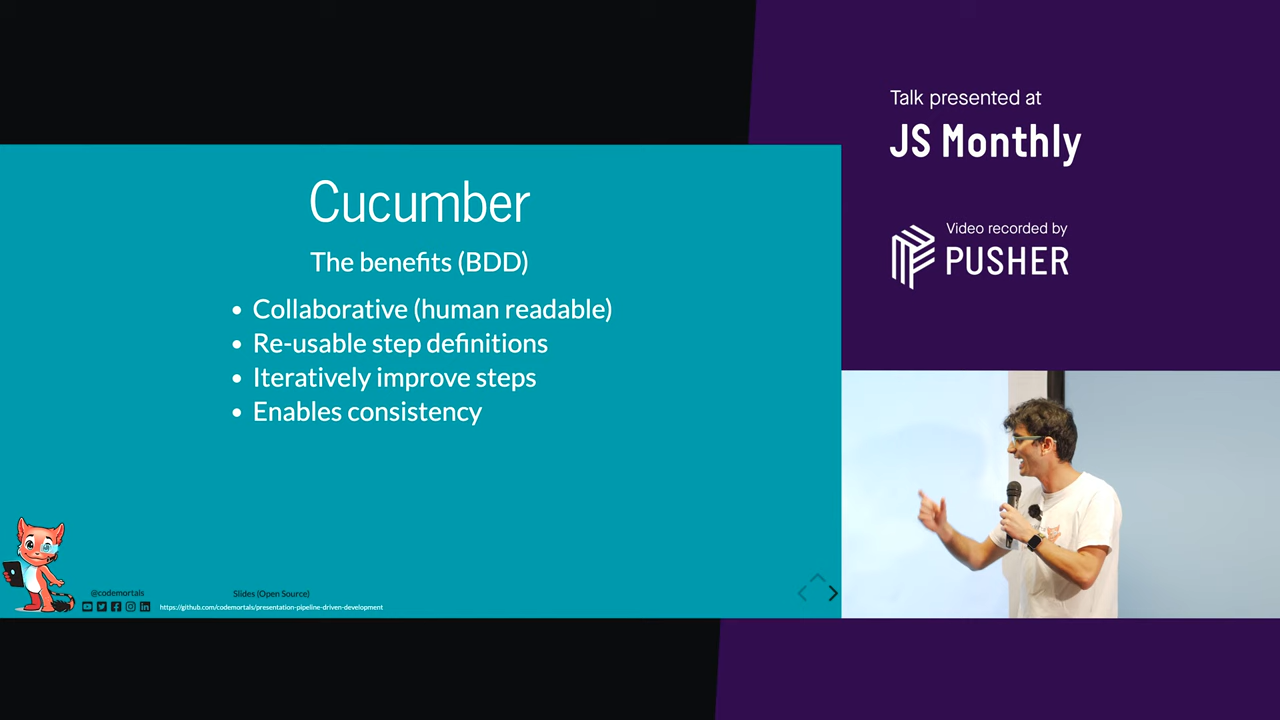 Talk presented at
JS Monthly
Video recorded by
PUSHER
Cucumber
The benefits (BDD)
Collaborative (human readable)
Re-usable step definitions
Iteratively improve steps
Enables consistency
@codemortals
Slides (Open Source)
https://github.com/codemortals/presentation-pipeline-driven-development